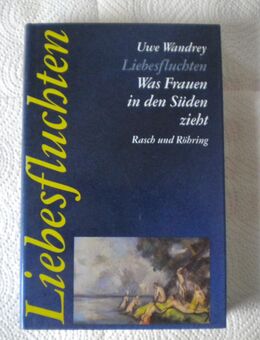 Liebesfluchten
Uwe Wandrey
Liebesfluchten
Was Frauen
in den Süden
zieht
Rasch und Röhring